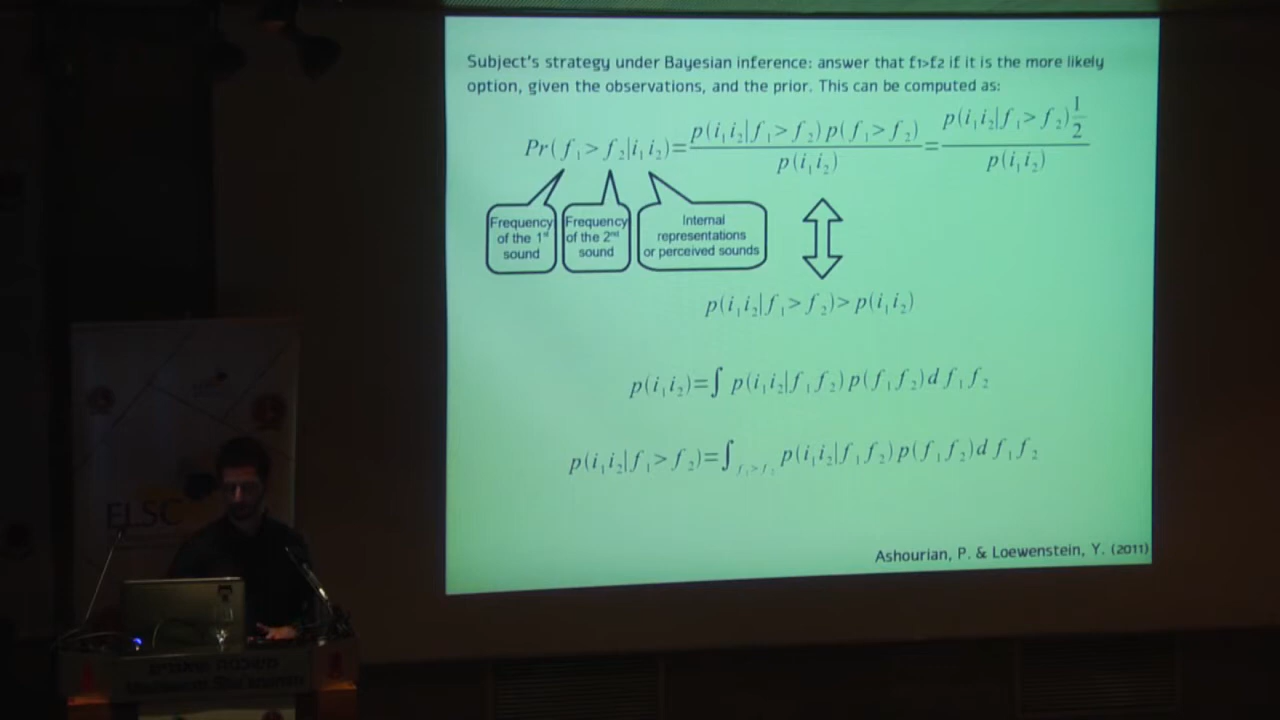 Subject's strategy under Bayesian inference: answer that f₁>f₂ if it is the more likely
option, given the observations, and the prior. This can be computed as:
Pr(f₁>f₂|i₁i₂)=p(i₁i₂|f₁>f₂)p(f₁>f₂)/p(i₁i₂)=p(i₁i₂|f₁>f₂)½/p(i₁i₂)
Frequency
of the 1st
sound
Frequency
of the 2nd
sound
Internal
representations
or perceived sounds
p(i₁i₂|f₁>f₂)>p(i₁i₂)
p(i₁i₂)=∫ p(i₁i₂|f₁f₂)p(f₁f₂)d f₁f₂
p(i₁i₂|f₁>f₂)=∫f₁>f₂ p(i₁i₂|f₁f₂)p(f₁f₂)d f₁f₂
Ashourian, P. & Loewenstein, Y. (2011)
ELSC
משכנות שאננים